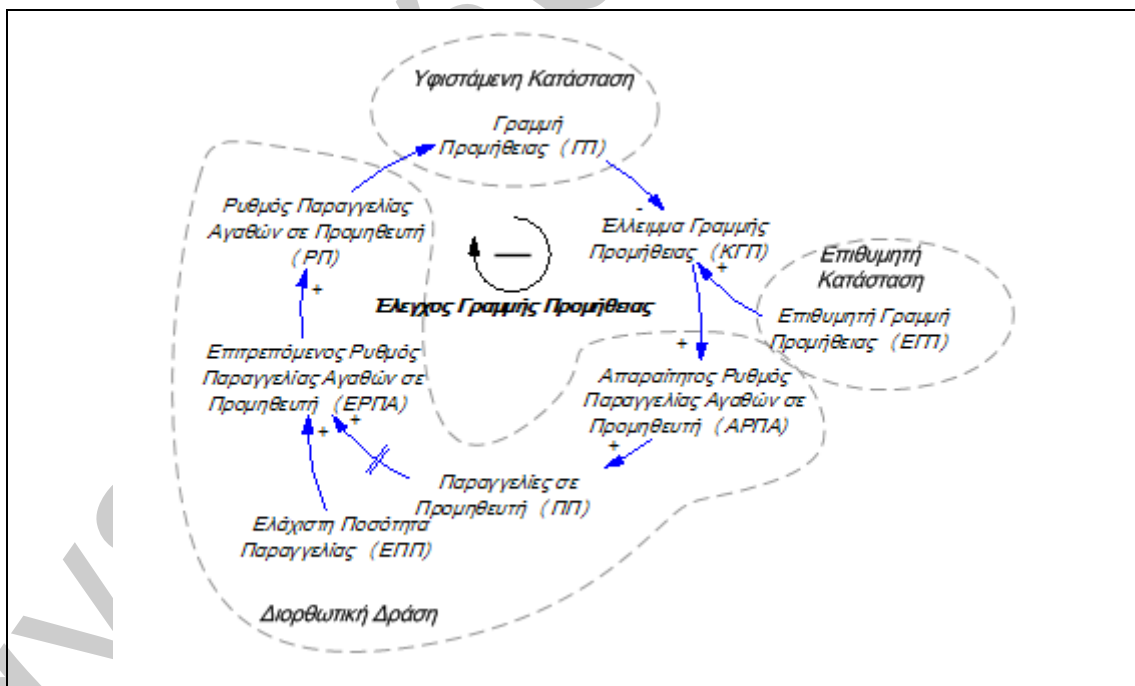 Υφιστάμενη Κατάσταση
Γραμμή
Προμήθειας (ΓΠ)
Ρυθμός Παραγγελίας
Αγαθών σε Προμηθευτή
(ΡΠ)
+
-
Έλλειμμα Γραμμής
Προμήθειας (ΚΓΠ)
+
Επιθυμητή
Κατάσταση
Επιθυμητή Γραμμή
Προμήθειας (ΕΓΠ)
Έλεγχος Γραμμής Προμήθειας
+
Επιτρεπόμενος Ρυθμός
Παραγγελίας Αγαθών σε
Προμηθευτή (ΕΡΠΑ)
+ +
Απαραίτητος Ρυθμός
Παραγγελίας Αγαθών σε
Προμηθευτή (ΑΡΠΑ)
+
Παραγγελίες σε
Προμηθευτή (ΠΠ)
Ελάχιστη Ποσότητα
Παραγγελίας (ΕΠΠ)
Διορθωτική Δράση